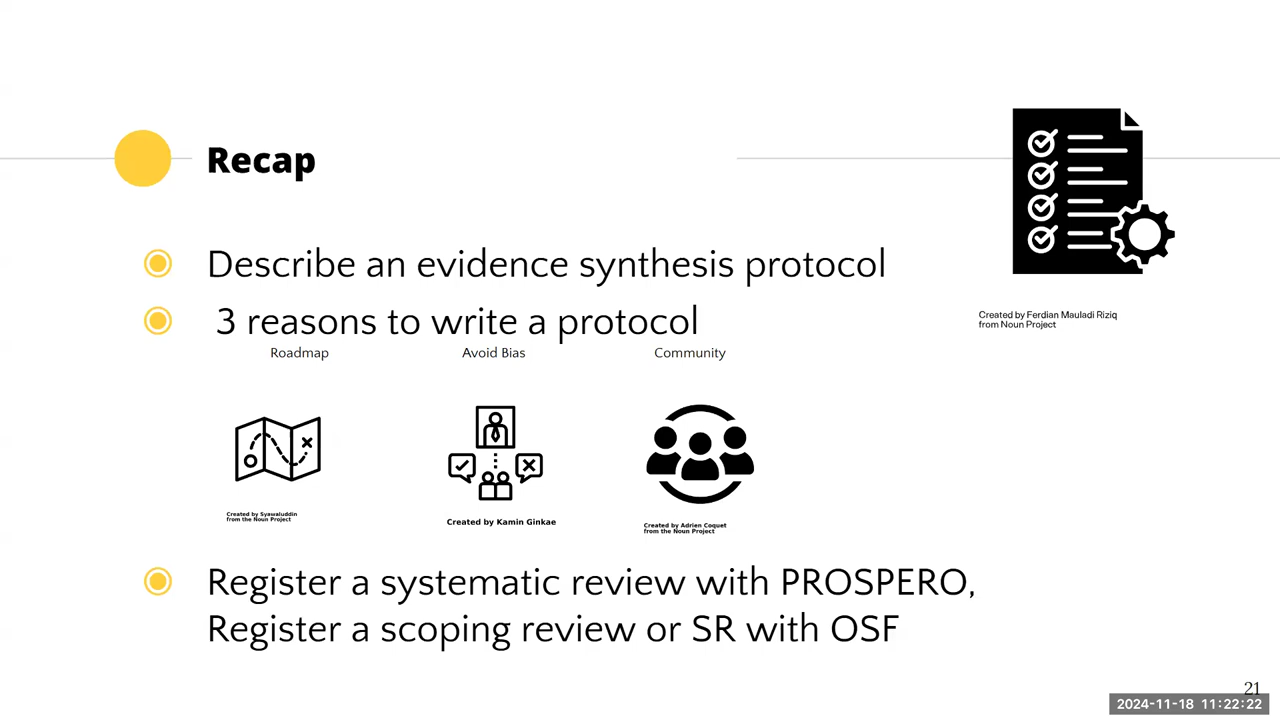 Recap
Describe an evidence synthesis protocol
3 reasons to write a protocol
Roadmap
Avoid Bias
Community
Created by Syawaluddin
from the Noun Project
Created by Kamin Ginkae
Created by Adrien Coquet
from the Noun Project
Created by Ferdian Mauladi Riziq
from Noun Project
Register a systematic review with PROSPERO,
Register a scoping review or SR with OSF
21
2024-11-18 11:22:22